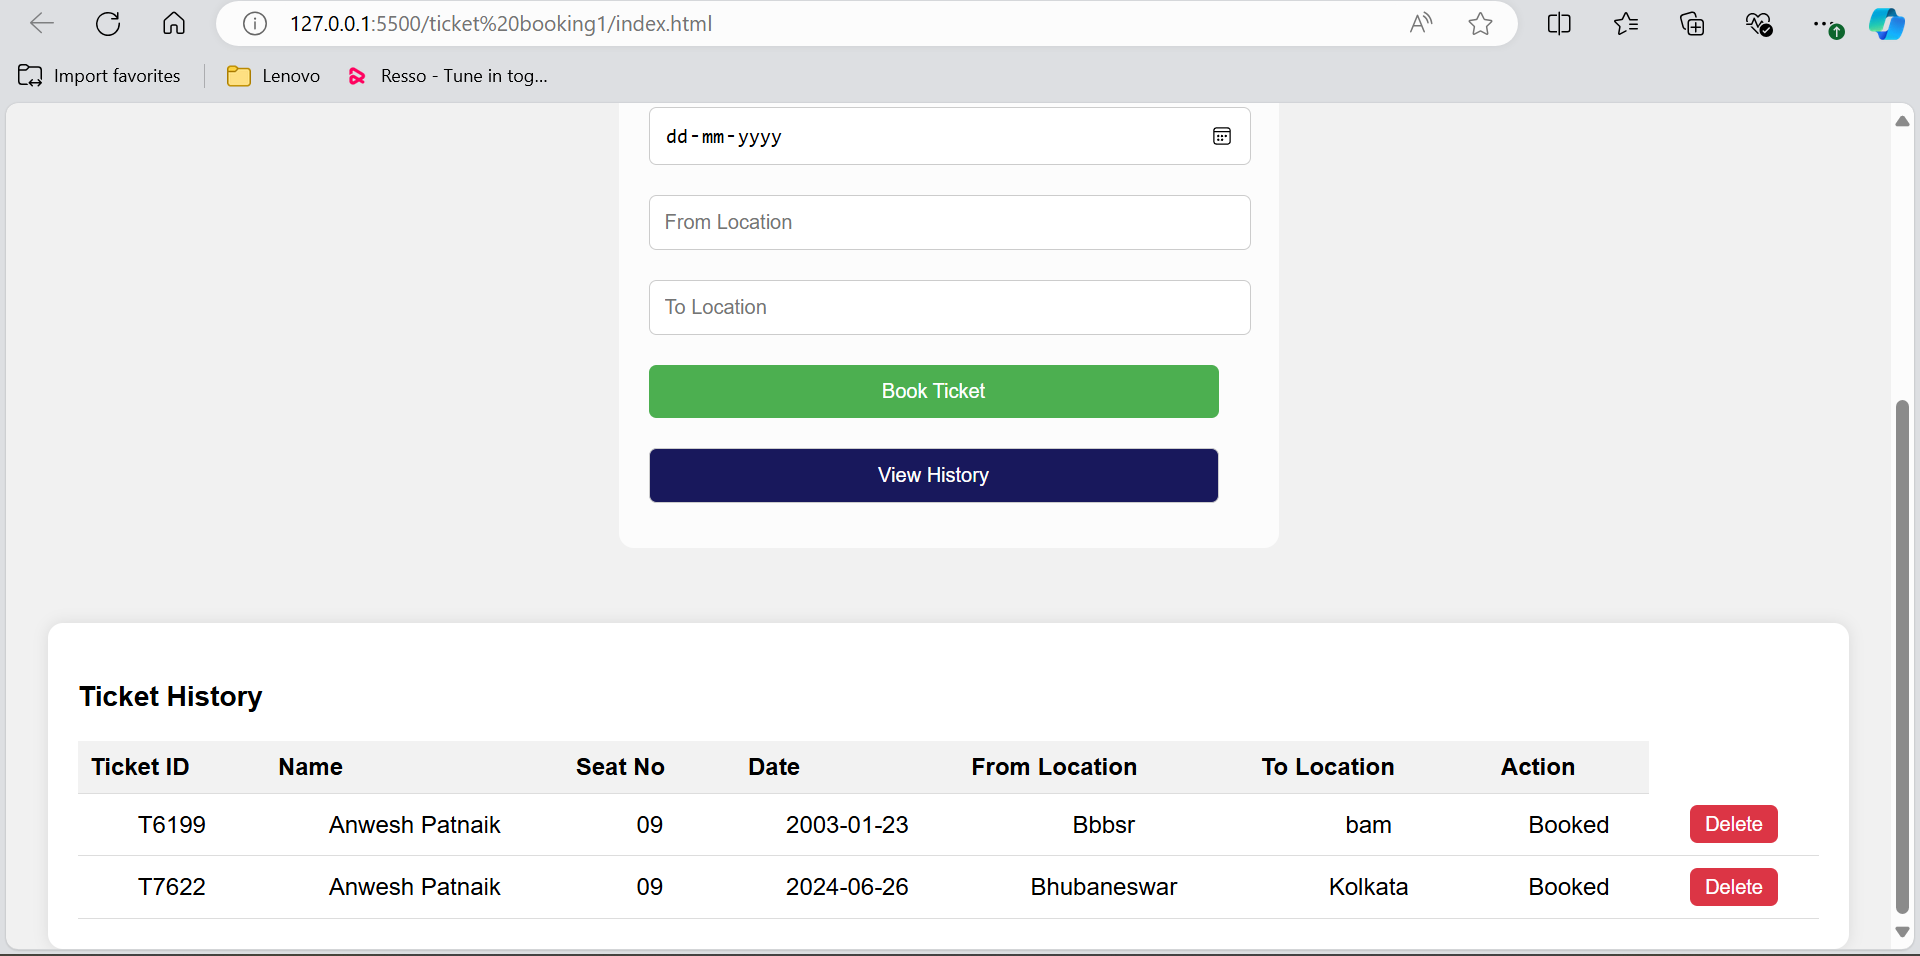 127.0.0.1:5500/ticket%20booking1/index.html
Import favorites Lenovo Resso - Tune in tog...
dd-mm-yyyy
From Location
To Location
Book Ticket
View History
Ticket History
Ticket ID Name Seat No Date From Location To Location Action
T6199 Anwesh Patnaik 09 2003-01-23 Bbbsr bam Booked Delete
T7622 Anwesh Patnaik 09 2024-06-26 Bhubaneswar Kolkata Booked Delete